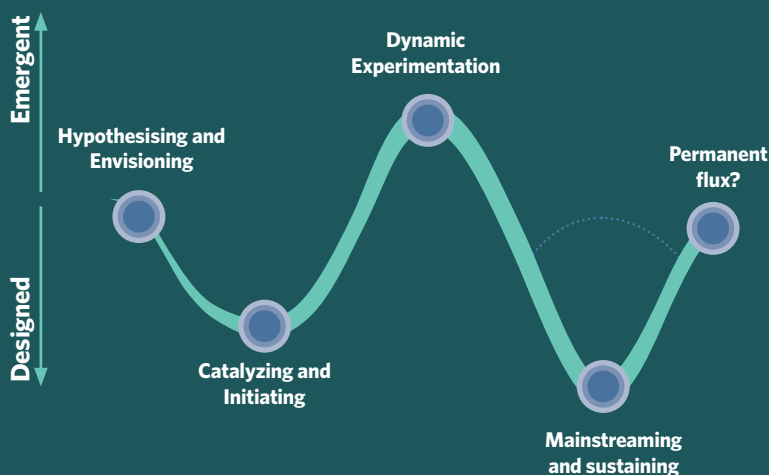 Emergent
Designed
Hypothesising and
Envisioning
Catalyzing and
Initiating
Dynamic
Experimentation
Mainstreaming
and sustaining
Permanent
flux?